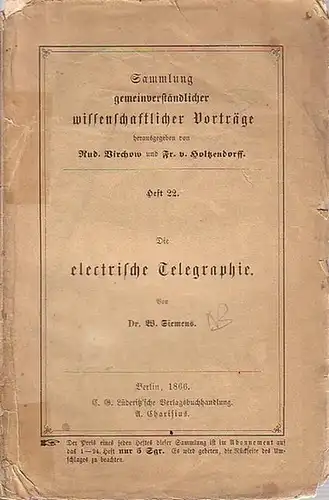 Sammlung
gemeinverständlicher
wissenschaftlicher Vorträge
herausgegeben von
Rud. Virchow und Fr. v. Holtzendorff.
Heft 22.
Die
electrische Telegraphie.
Von
Dr. W. Siemens.
Berlin, 1866.
C. G. Lüderitz'sche Verlagsbuchhandlung.
A. Charisius.
Der Preis eines jeden Heftes dieser Sammlung ist im Abonnement auf
das 1—24. Heft nur 5 Sgr. Es wird gebeten, die Rückseite des Um-
schlages zu beachten.